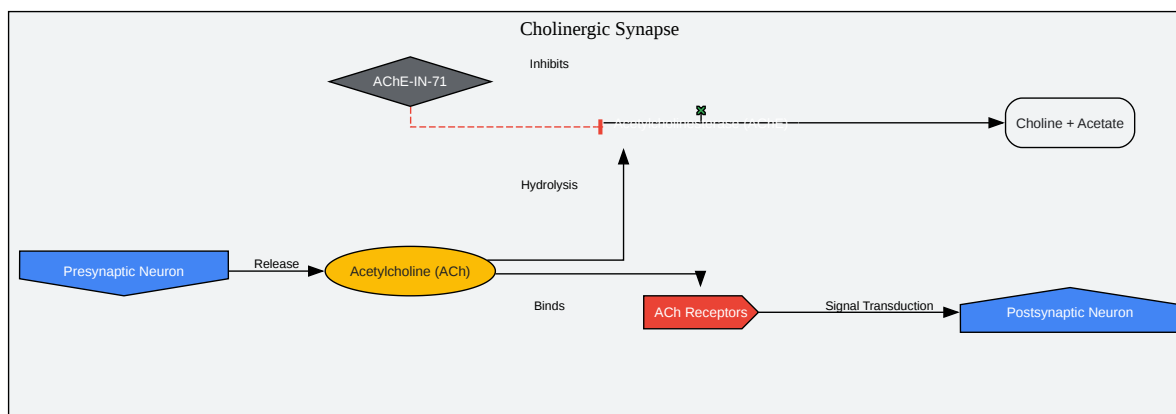 Cholinergic Synapse
Inhibits
AChE-IN-71
Choline + Acetate
Hydrolysis
Release
Presynaptic Neuron
Acetylcholine (ACh)
Binds
ACh Receptors
Signal Transduction
Postsynaptic Neuron